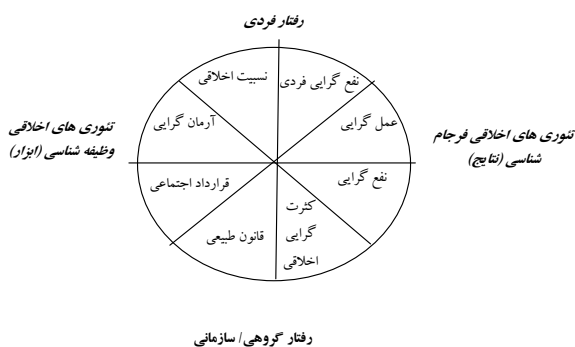 رفتار فردی
نفع گرایی فردی
نسبیت اخلاقی
عمل گرایی
آرمان گرایی
تئوری های اخلاقی فرجام
شناسی (نتایج)
تئوری های اخلاقی
وظیفه شناسی (ابزار)
نفع گرایی
قرارداد اجتماعی
کثرت
گرایی
اخلاقی
قانون طبیعی
رفتار گروهی/ سازمانی